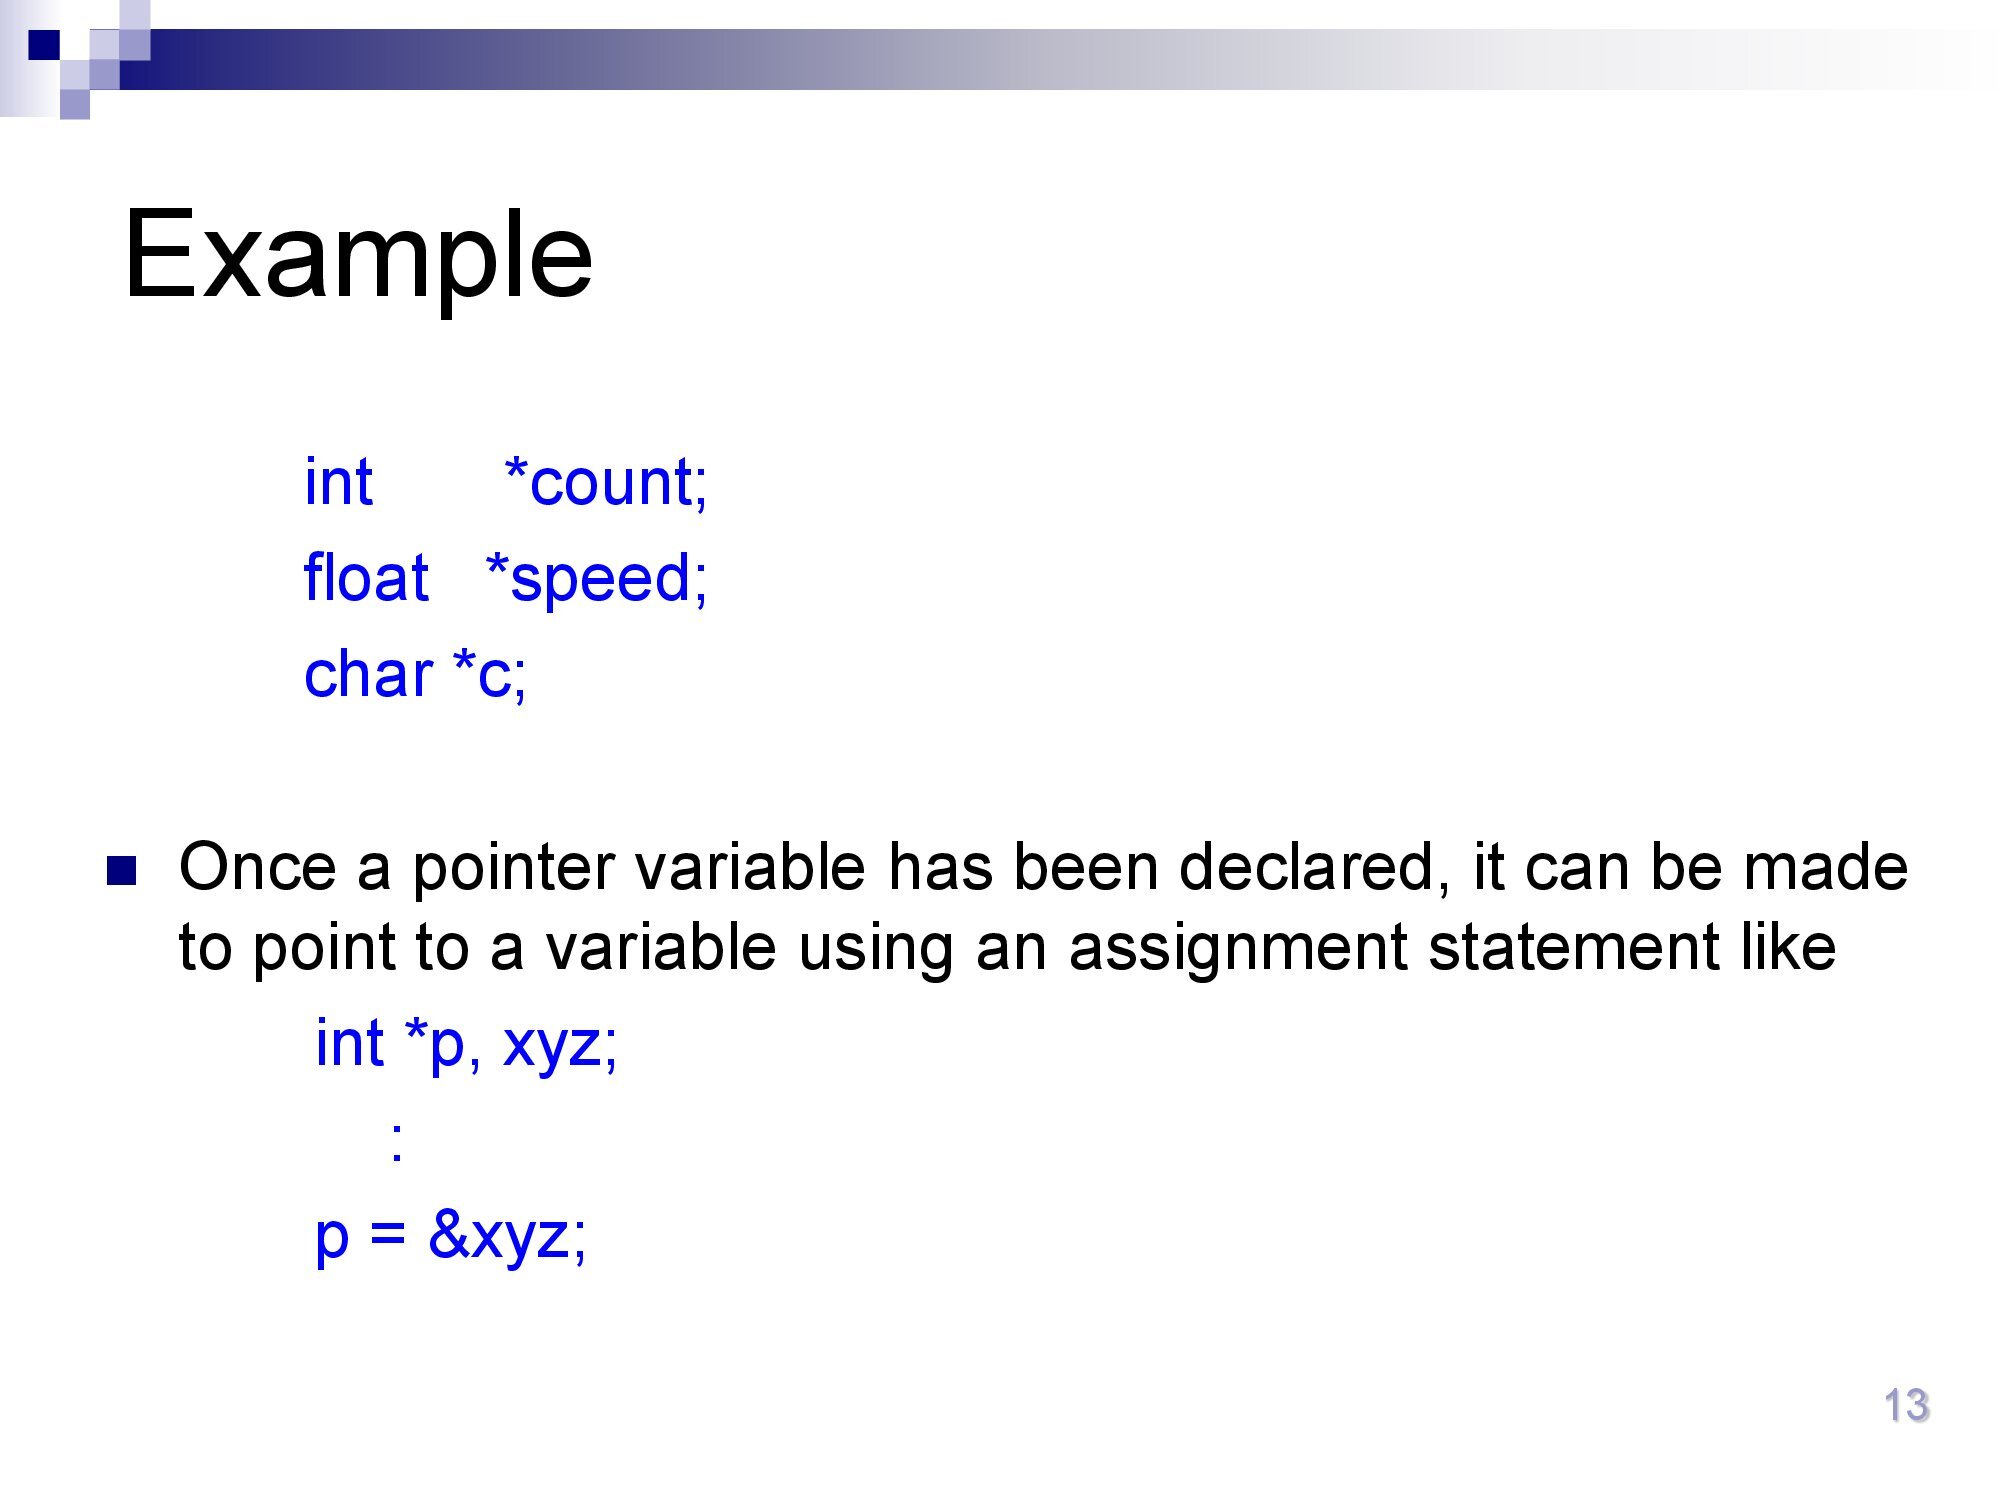 Example
int *count;
float *speed;
char *c;
Once a pointer variable has been declared, it can be made
to point to a variable using an assignment statement like
int *p, xyz;
:
p = &xyz;
13